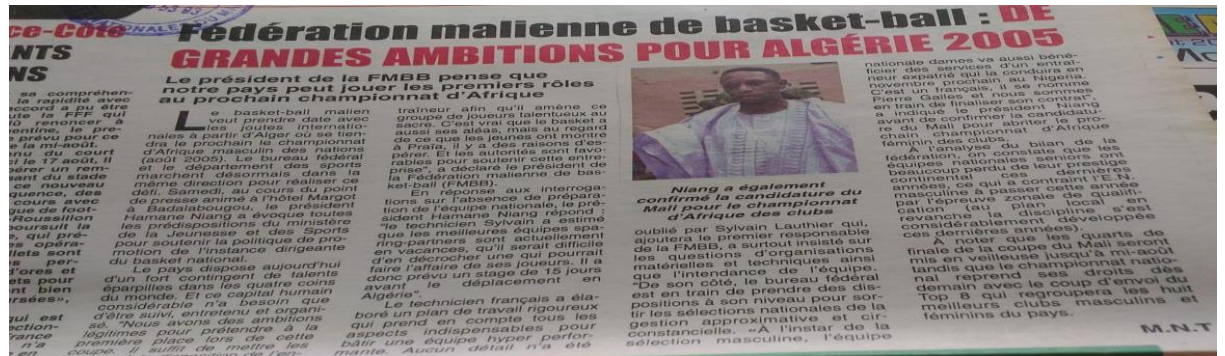 Fédération malienne de basket-ball : DE
GRANDES AMBITIONS POUR ALGÉRIE 2005
Le président de la FMBB pense que
notre pays peut jouer les premiers rôles
au prochain championnat d'Afrique
Le basket-ball malien
veut prendre date avec
les joutes internatio-
nales à partir d'Alger où se tien-
dra prochain le championnat
d'Afrique masculin des nations
(août 2005). Le bureau fédéral
et le département des sports
marchent désormais dans la
même direction pour réaliser ce
défi. Samedi, au cours du point
de presse animé à l'hôtel Margot
à Badalabougou, le président
Hamane Niang a évoqué toutes
les prédispositions du ministère
de la Jeunesse et des Sports
pour soutenir la politique de pro-
motion de l'instance dirigeante
du basket national.
Le pays dispose aujourd'hui
d'un fort contingent de talents
éparpillés dans les quatre coins
du monde. Et ce capital humain
considérable n'a besoin que
d'être suivi, entretenu et organi-
sé. "Nous avons des ambitions
légitimes pour prétendre à la
première place lors de cette
coupe. Il suffit de mettre les
traîneur afin qu'il amène ce
groupe de joueurs talentueux au
sacre. C'est vrai que le basket a
aussi ses aléas, mais au regard
de ce que les jeunes ont montré
à Praïa, il y a des raisons d'es-
pérer. Et les autorités sont favo-
rables pour soutenir cette entre-
prise", a déclaré le président de
la Fédération malienne de bas-
ket-ball (FMBB).
En réponse aux interroga-
tions sur l'absence de prépara-
tion de l'équipe nationale, le pré-
sident Hamane Niang répond :
"le technicien Sylvain a estimé
que les meilleures équipes spa-
ring-partners sont actuellement
en vacances, qu'il serait difficile
d'en décrocher une qui pourrait
faire l'affaire de ses joueurs. Il a
donc prévu un stage de 15 jours
avant le déplacement en
Algérie".
Le technicien français a éla-
boré un plan de travail rigoureux
qui prend en compte tous les
aspects indispensables pour
bâtir une équipe hyper perfor-
mante. Aucun détail n'a été
Niang a également
confirmé la candidature du
Mali pour le championnat
d'Afrique des clubs
oublié par Sylvain Lauthier qui,
ajoutera le premier responsable
de la FMBB, a surtout insisté sur
les questions d'organisations
matérielles et techniques ainsi
que l'intendance de l'équipe.
"De son côté, le bureau fédéral
est en train de prendre des dis-
positions à son niveau pour sor-
tir les sélections nationales de la
gestion approximative et cir-
constancielle. «À l'instar de la
sélection masculine, l'équipe
nationale dames va aussi béné-
ficier des services d'un entraî-
neur expatrié qui la conduira en
novembre prochain au Nigeria.
C'est un français, il se nomme
Pierre Galles et nous sommes
en train de finaliser son contrat",
a indiqué le président Niang
avant de confirmer la candidatu-
re du Mali pour abriter le pro-
chain championnat d'Afrique
féminin des clubs.
À l'analyse du bilan de la
fédération, on constate que les
équipes nationales seniors ont
beaucoup perdu de leur prestige
continental ces dernières
années, ce qui a contraint l'E.N.
masculine à passer cette année
par l'épreuve zonale de qualifi-
cation (au plan local en
revanche la discipline s'est
considérablement développée
ces dernières années).
À noter que les quarts de
finale de la coupe du Mali seront
mis en veilleuse jusqu'à mi-août
tandis que le championnat natio-
nal reprend ses droits dès
demain avec le coup d'envoi du
Top 8 qui regroupera les huit
meilleurs clubs masculins et
féminins du pays.
M.N.T